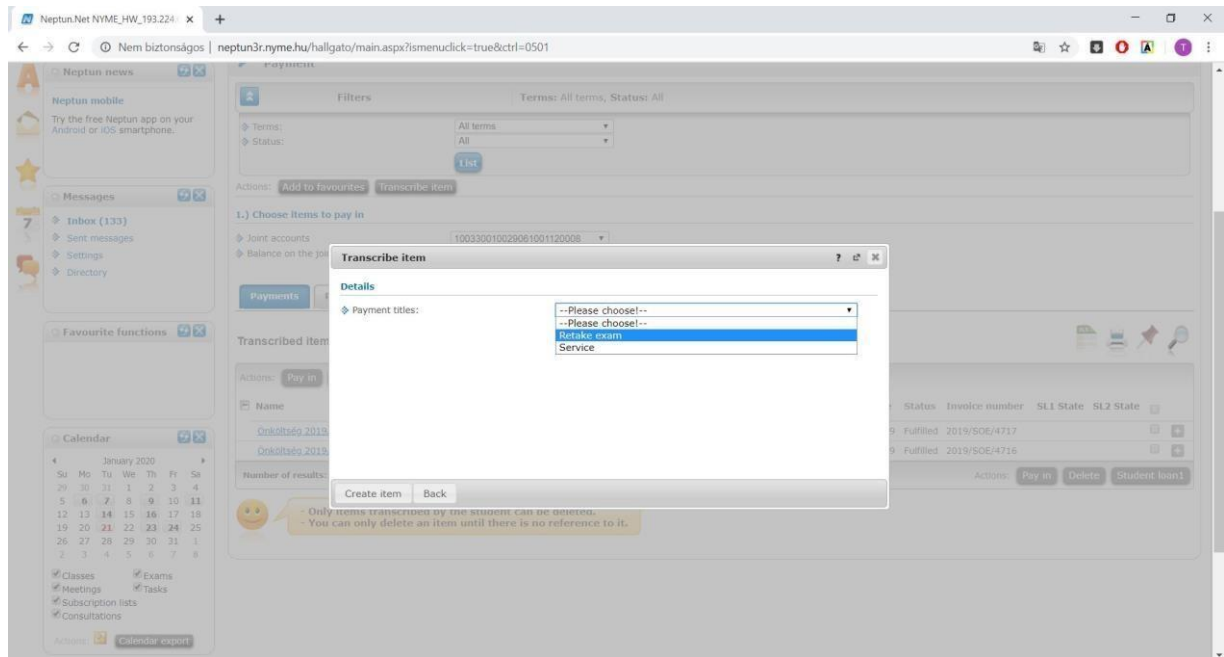 Neptun.Net NYME_HW_193.224
Nem biztonságos | neptun3r.nyme.hu/hallgato/main.aspx?ismenuclick=true&ctrl=0501
T
Neptun news
Neptun mobile
Try the free Neptun app on your
Android or iOS smartphone.
Messages
Inbox (133)
Sent messages
Settings
Directory
Favourite functions
Calendar
January 2020
Su Mo Tu We Th Fr Sa
29 30 31 1 2 3 4
5 6 7 8 9 10 11
12 13 14 15 16 17 18
19 20 21 22 23 24 25
26 27 28 29 30 31 1
2 3 4 5 6 7 8
Classes Exams
Meetings Tasks
Subscription lists
Consultations
Actions: Calendar export
7
Payment
Filters Terms: All terms, Status: All
Terms: All terms
Status: All
List
Actions: Add to favourites Transcribe item
1.) Choose items to pay in
Joint accounts 100330010029061001120008
Balance on the joi
Payments
Transcribed item
Actions: Pay in
Name Status Invoice number SL1 State SL2 State
Önköltség 2019 9 Fulfilled 2019/SOE/4717
Önköltség 2019 9 Fulfilled 2019/SOE/4716
Number of results: Actions: Pay in Delete Student loan1
- Only items transcribed by the student can be deleted.
- You can only delete an item until there is no reference to it.
Transcribe item ?
Details
Payment titles: --Please choose!--
--Please choose!--
Retake exam
Service
Create item Back